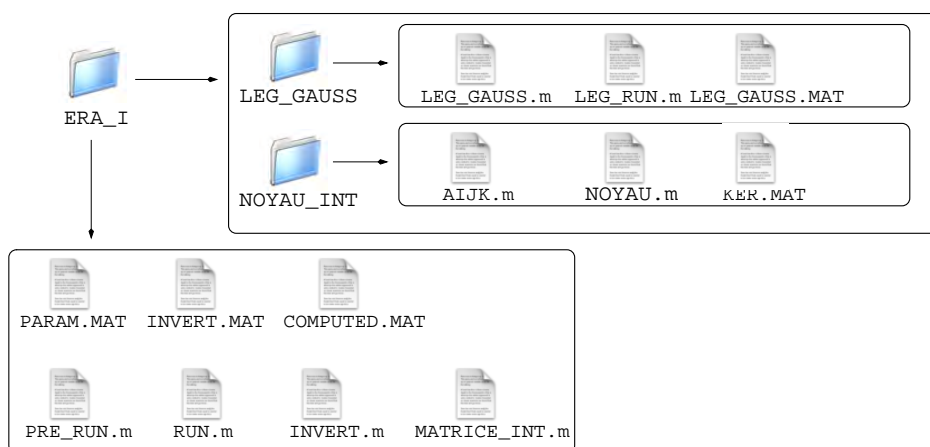 LEG_GAUSS
LEG_GAUSS.m LEG_RUN.m LEG_GAUSS.MAT
ERA_I
NOYAU_INT
AIJK.m NOYAU.m KER.MAT
PARAM.MAT INVERT.MAT COMPUTED.MAT
PRE_RUN.m RUN.m INVERT.m MATRICE_INT.m